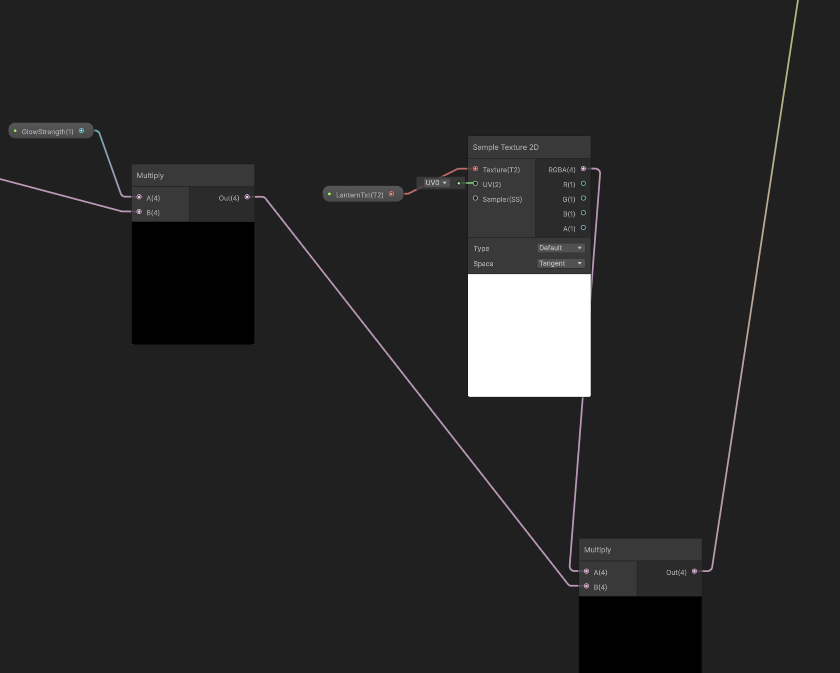 GlowStrength(1)
Multiply
A(4)
Out(4)
B(4)
LanternTxt(T2)
UV0
Sample Texture 2D
Texture(T2)
RGBA(4)
UV(2)
R(1)
Sampler(SS)
G(1)
B(1)
A(1)
Type
Default
Space
Tangent
Multiply
A(4)
Out(4)
B(4)